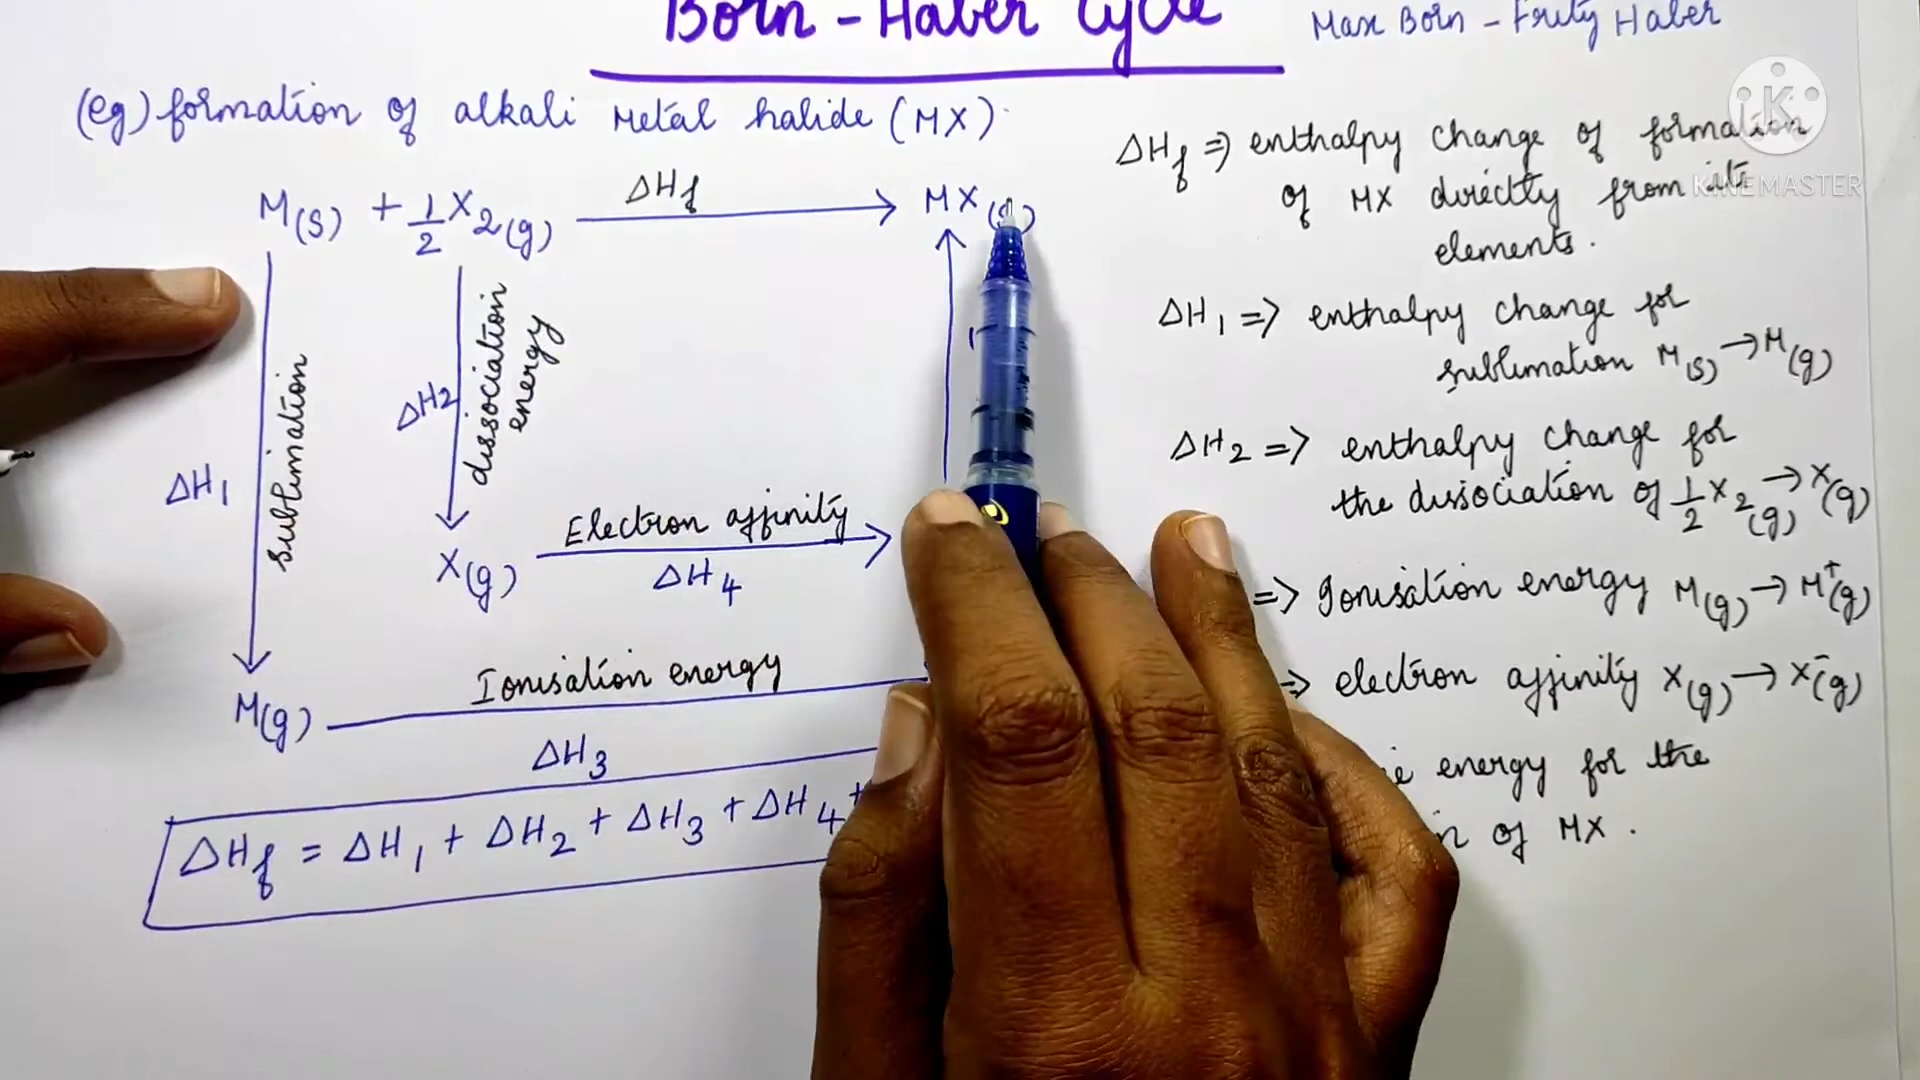 Born - Haber Cycle
Max Born - Fritz Haber
(eg) formation of alkali Metal halide (MX).
M(s) + 1/2 X2(g)
ΔHf
MX
ΔHf => enthalpy change of formation
of MX directly from its
elements.
KINEMASTER
ΔH1
sublimation
ΔH2
dissociation
energy
ΔH1 => enthalpy change for
sublimation M(s) → M(g)
ΔH2 => enthalpy change for
the dissociation of 1/2 X2(g) → X(g)
X(g)
Electron affinity
ΔH4
=> Ionisation energy M(g) → M+(g)
=> electron affinity X(g) → X-(g)
M(g)
Ionisation energy
ΔH3
energy for the
of MX.
ΔHf = ΔH1 + ΔH2 + ΔH3 + ΔH4 +